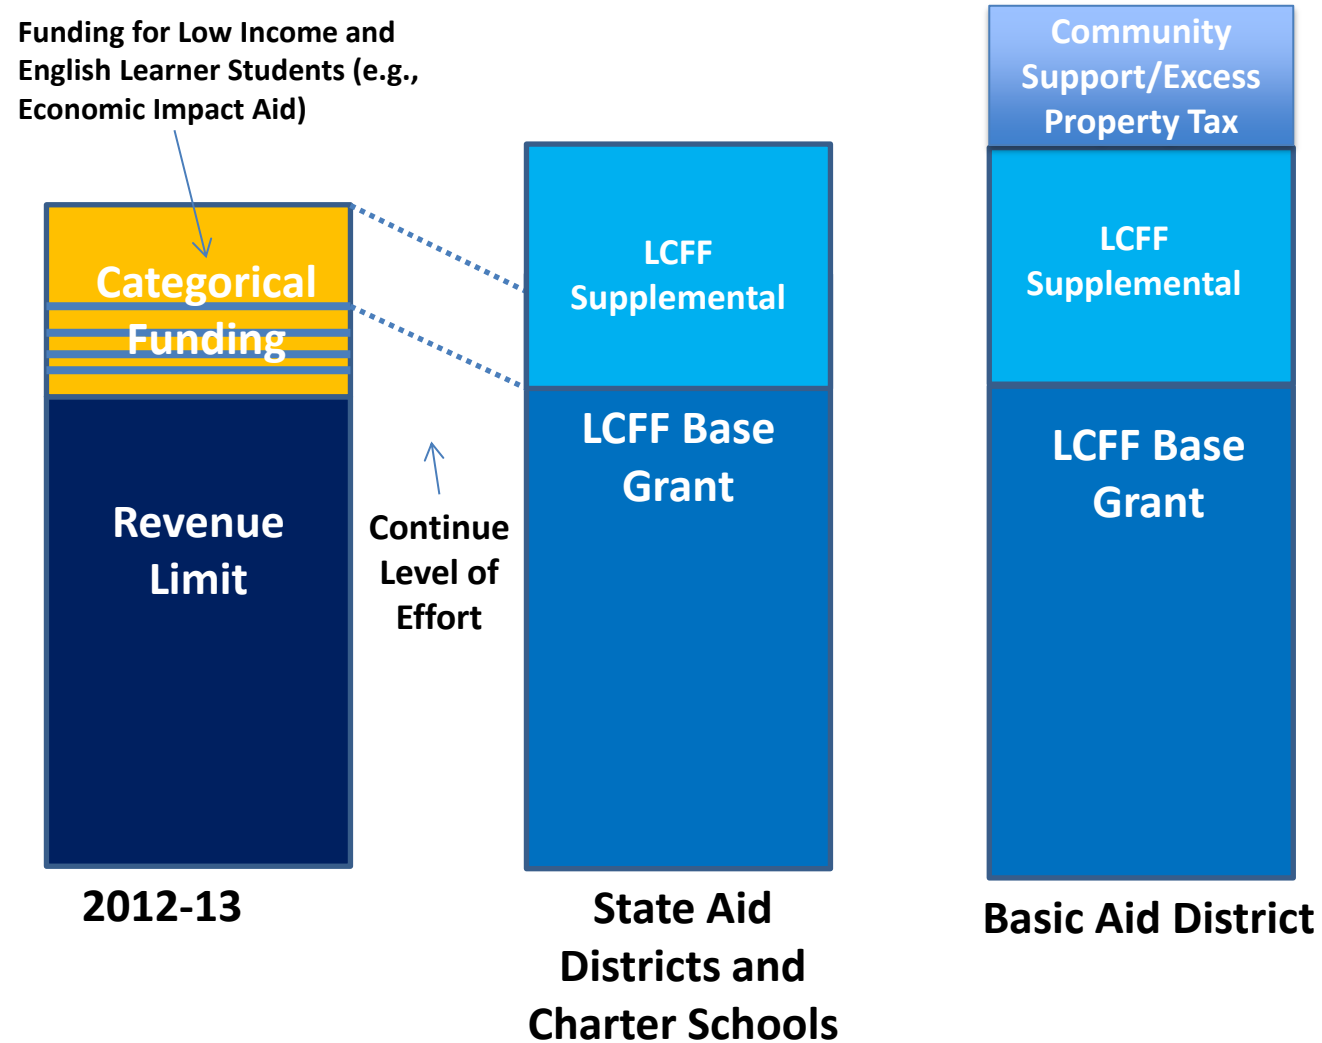 Funding for Low Income and
English Learner Students (e.g.,
Economic Impact Aid)
Categorical
Funding
Revenue
Limit
2012-13
Continue
Level of
Effort
LCFF
Supplemental
LCFF Base
Grant
State Aid
Districts and
Charter Schools
Community
Support/Excess
Property Tax
LCFF
Supplemental
LCFF Base
Grant
Basic Aid District